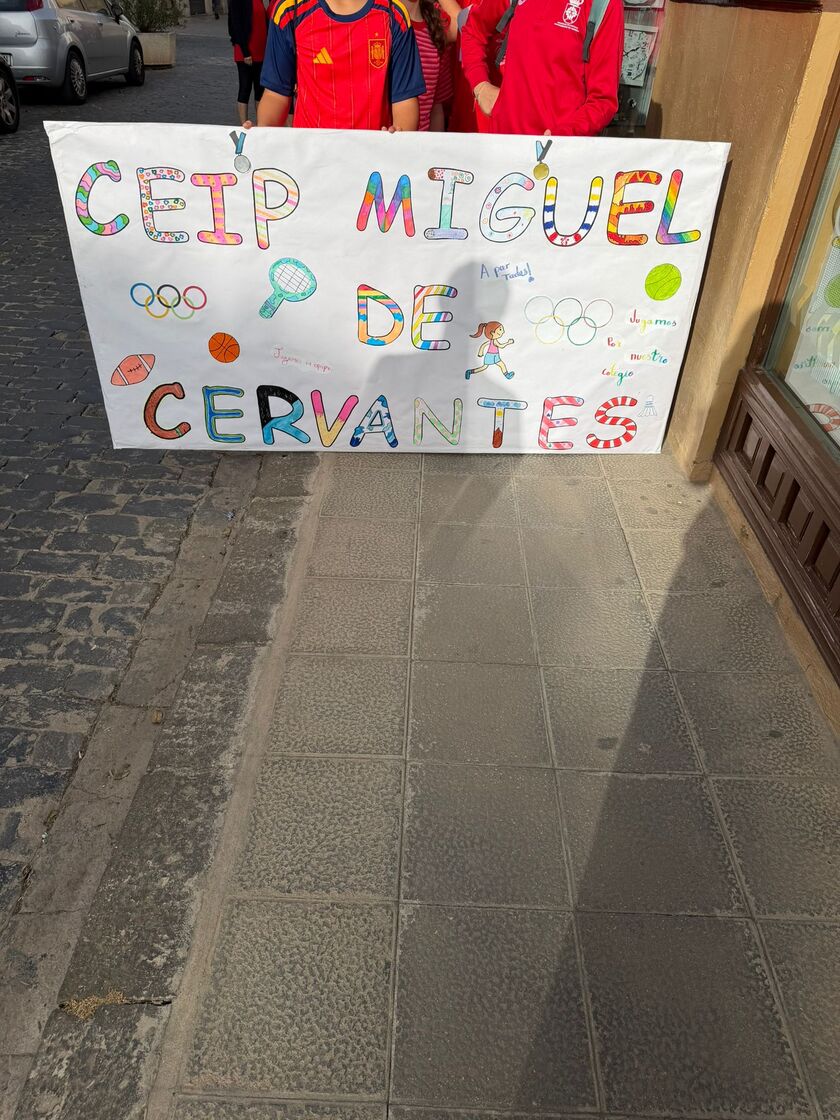 CEIP MIGUEL
DE
CERVANTES
A por
todas!
Jugamos
Por
nuestro
colegio
Jugamos en equipo